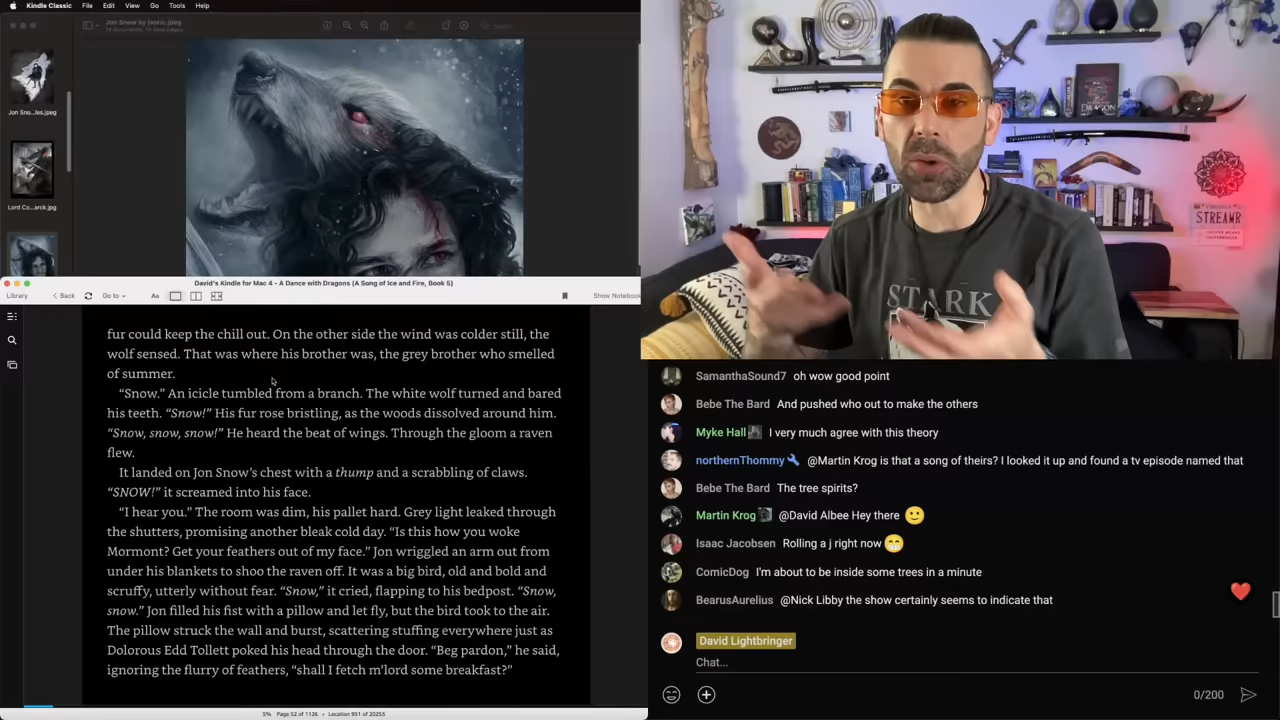 Kindle Classic File Edit View Go Tools Help
Jon Snow by jauric.jpeg
Jon Sno...les.jpeg
Lord Co...arck.jpg
David's Kindle for Mac 4 - A Dance with Dragons (A Song of Ice and Fire, Book 5)
Library < Back Go to Aa Show Notebook
fur could keep the chill out. On the other side the wind was colder still, the
wolf sensed. That was where his brother was, the grey brother who smelled
of summer.
“Snow.” An icicle tumbled from a branch. The white wolf turned and bared
his teeth. “Snow!” His fur rose bristling, as the woods dissolved around him.
“Snow, snow, snow!” He heard the beat of wings. Through the gloom a raven
flew.
It landed on Jon Snow's chest with a thump and a scrabbling of claws.
“SNOW!” it screamed into his face.
“I hear you.” The room was dim, his pallet hard. Grey light leaked through
the shutters, promising another bleak cold day. “Is this how you woke
Mormont? Get your feathers out of my face.” Jon wriggled an arm out from
under his blankets to shoo the raven off. It was a big bird, old and bold and
scruffy, utterly without fear. “Snow,” it cried, flapping to his bedpost. “Snow,
snow.” Jon filled his fist with a pillow and let fly, but the bird took to the air.
The pillow struck the wall and burst, scattering stuffing everywhere just as
Dolorous Edd Tollett poked his head through the door. “Beg pardon,” he said,
ignoring the flurry of feathers, “shall I fetch m'lord some breakfast?”
5% Page 52 of 1126 • Location 951 of 20255
DRAGON
STREAMR
STARK
SamanthaSound7 oh wow good point
Bebe The Bard And pushed who out to make the others
Myke Hall I very much agree with this theory
northernThommy @Martin Krog is that a song of theirs? I looked it up and found a tv episode named that
Bebe The Bard The tree spirits?
Martin Krog @David Albee Hey there
Isaac Jacobsen Rolling a j right now
ComicDog I'm about to be inside some trees in a minute
BearusAurelius @Nick Libby the show certainly seems to indicate that
David Lightbringer
Chat...
0/200